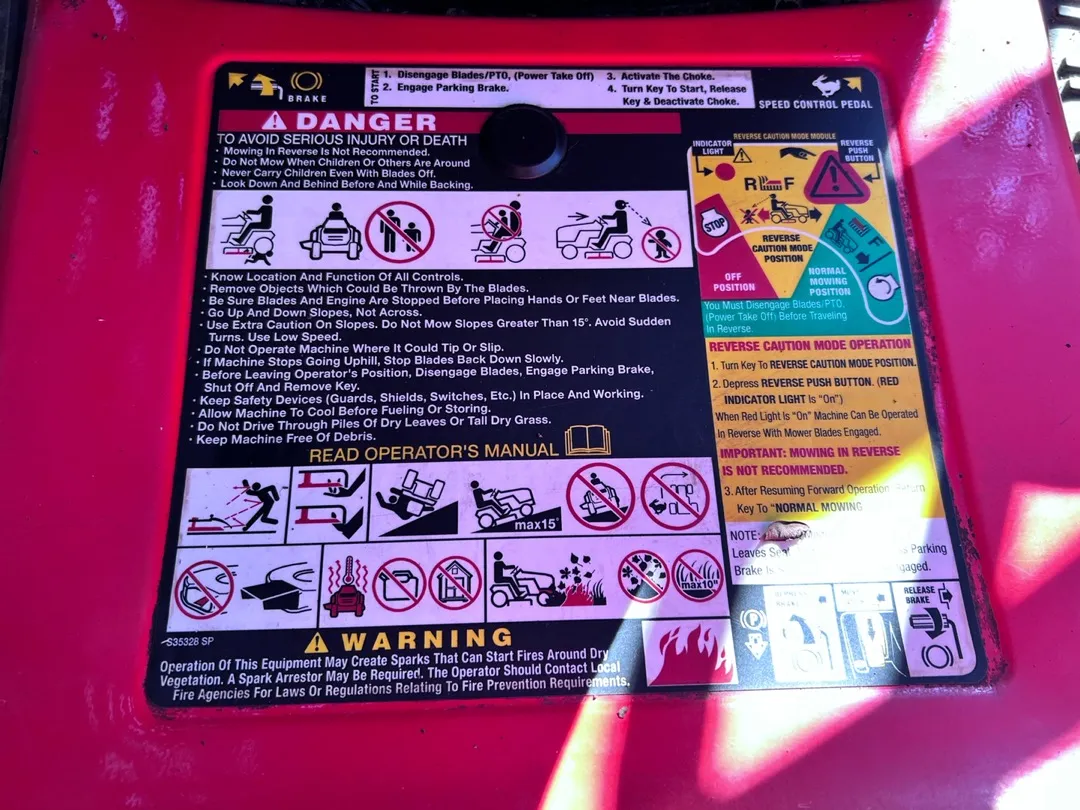 BRAKE
TO START
1. Disengage Blades/PTO, (Power Take Off)
2. Engage Parking Brake.
3. Activate The Choke.
4. Turn Key To Start, Release
Key & Deactivate Choke.
SPEED CONTROL PEDAL
DANGER
TO AVOID SERIOUS INJURY OR DEATH
· Mowing In Reverse Is Not Recommended.
· Do Not Mow When Children Or Others Are Around
· Never Carry Children Even With Blades Off.
· Look Down And Behind Before And While Backing.
· Know Location And Function Of All Controls.
· Remove Objects Which Could Be Thrown By The Blades.
· Be Sure Blades And Engine Are Stopped Before Placing Hands Or Feet Near Blades.
· Go Up And Down Slopes, Not Across.
· Use Extra Caution On Slopes. Do Not Mow Slopes Greater Than 15°. Avoid Sudden
Turns. Use Low Speed.
· Do Not Operate Machine Where It Could Tip Or Slip.
· If Machine Stops Going Uphill, Stop Blades Back Down Slowly.
· Before Leaving Operator's Position, Disengage Blades, Engage Parking Brake,
Shut Off And Remove Key.
· Keep Safety Devices (Guards, Shields, Switches, Etc.) In Place And Working.
· Allow Machine To Cool Before Fueling Or Storing.
· Do Not Drive Through Piles Of Dry Leaves Or Tall Dry Grass.
· Keep Machine Free Of Debris.
READ OPERATOR'S MANUAL
max15°
max10"
S35328 SP
WARNING
Operation Of This Equipment May Create Sparks That Can Start Fires Around Dry
Vegetation. A Spark Arrestor May Be Required. The Operator Should Contact Local
Fire Agencies For Laws Or Regulations Relating To Fire Prevention Requirements.
REVERSE CAUTION MODE MODULE
INDICATOR
LIGHT
REVERSE
PUSH
BUTTON
R F
STOP
F
REVERSE
CAUTION MODE
POSITION
OFF
POSITION
NORMAL
MOWING
POSITION
You Must Disengage Blades/PTO,
(Power Take Off) Before Traveling
In Reverse.
REVERSE CAUTION MODE OPERATION
1. Turn Key To REVERSE CAUTION MODE POSITION.
2. Depress REVERSE PUSH BUTTON. (RED
INDICATOR LIGHT Is "On")
When Red Light Is "On" Machine Can Be Operated
In Reverse With Mower Blades Engaged.
IMPORTANT: MOWING IN REVERSE
IS NOT RECOMMENDED.
3. After Resuming Forward Operation, Return
Key To "NORMAL MOWING
NOTE:
Leaves Parking
Brake
RELEASE
BRAKE